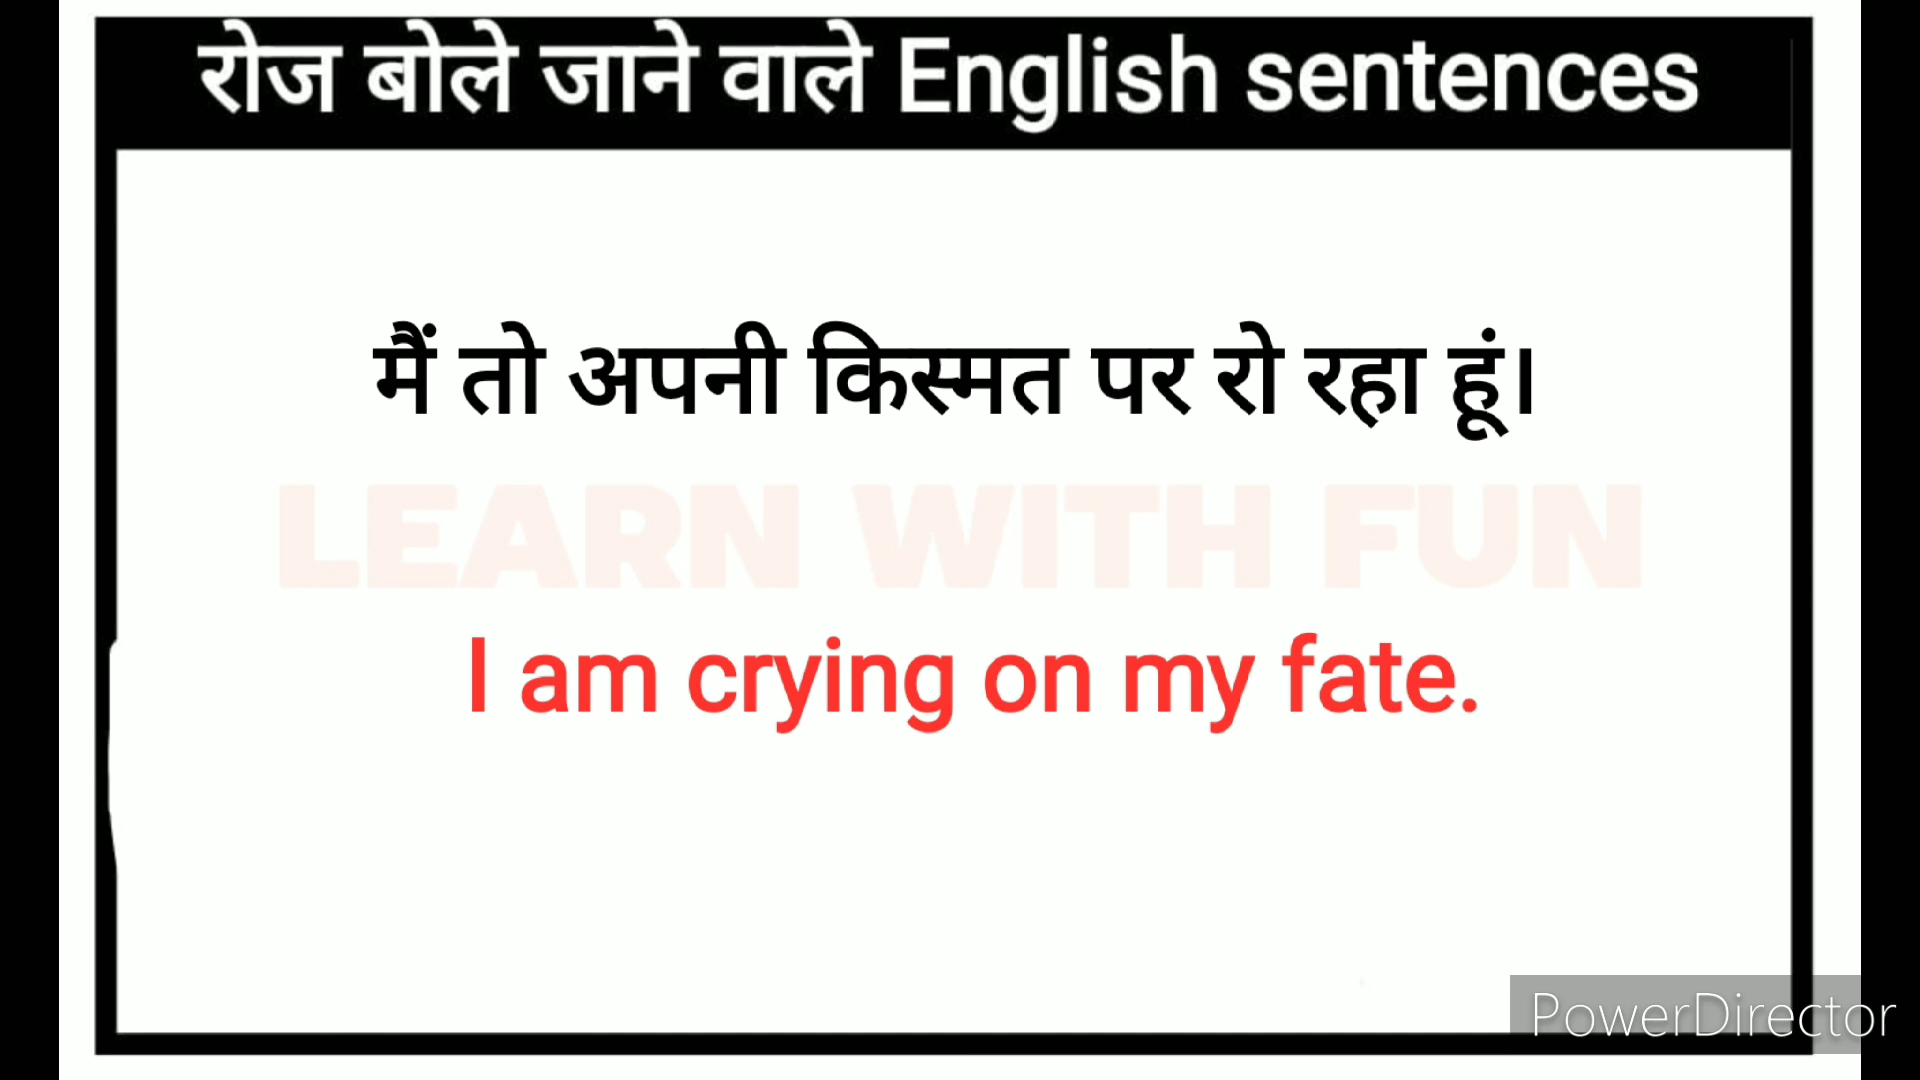 रोज बोले जाने वाले English sentences
मैं तो अपनी किस्मत पर रो रहा हूं।
LEARN WITH FUN
I am crying on my fate.
PowerDirector